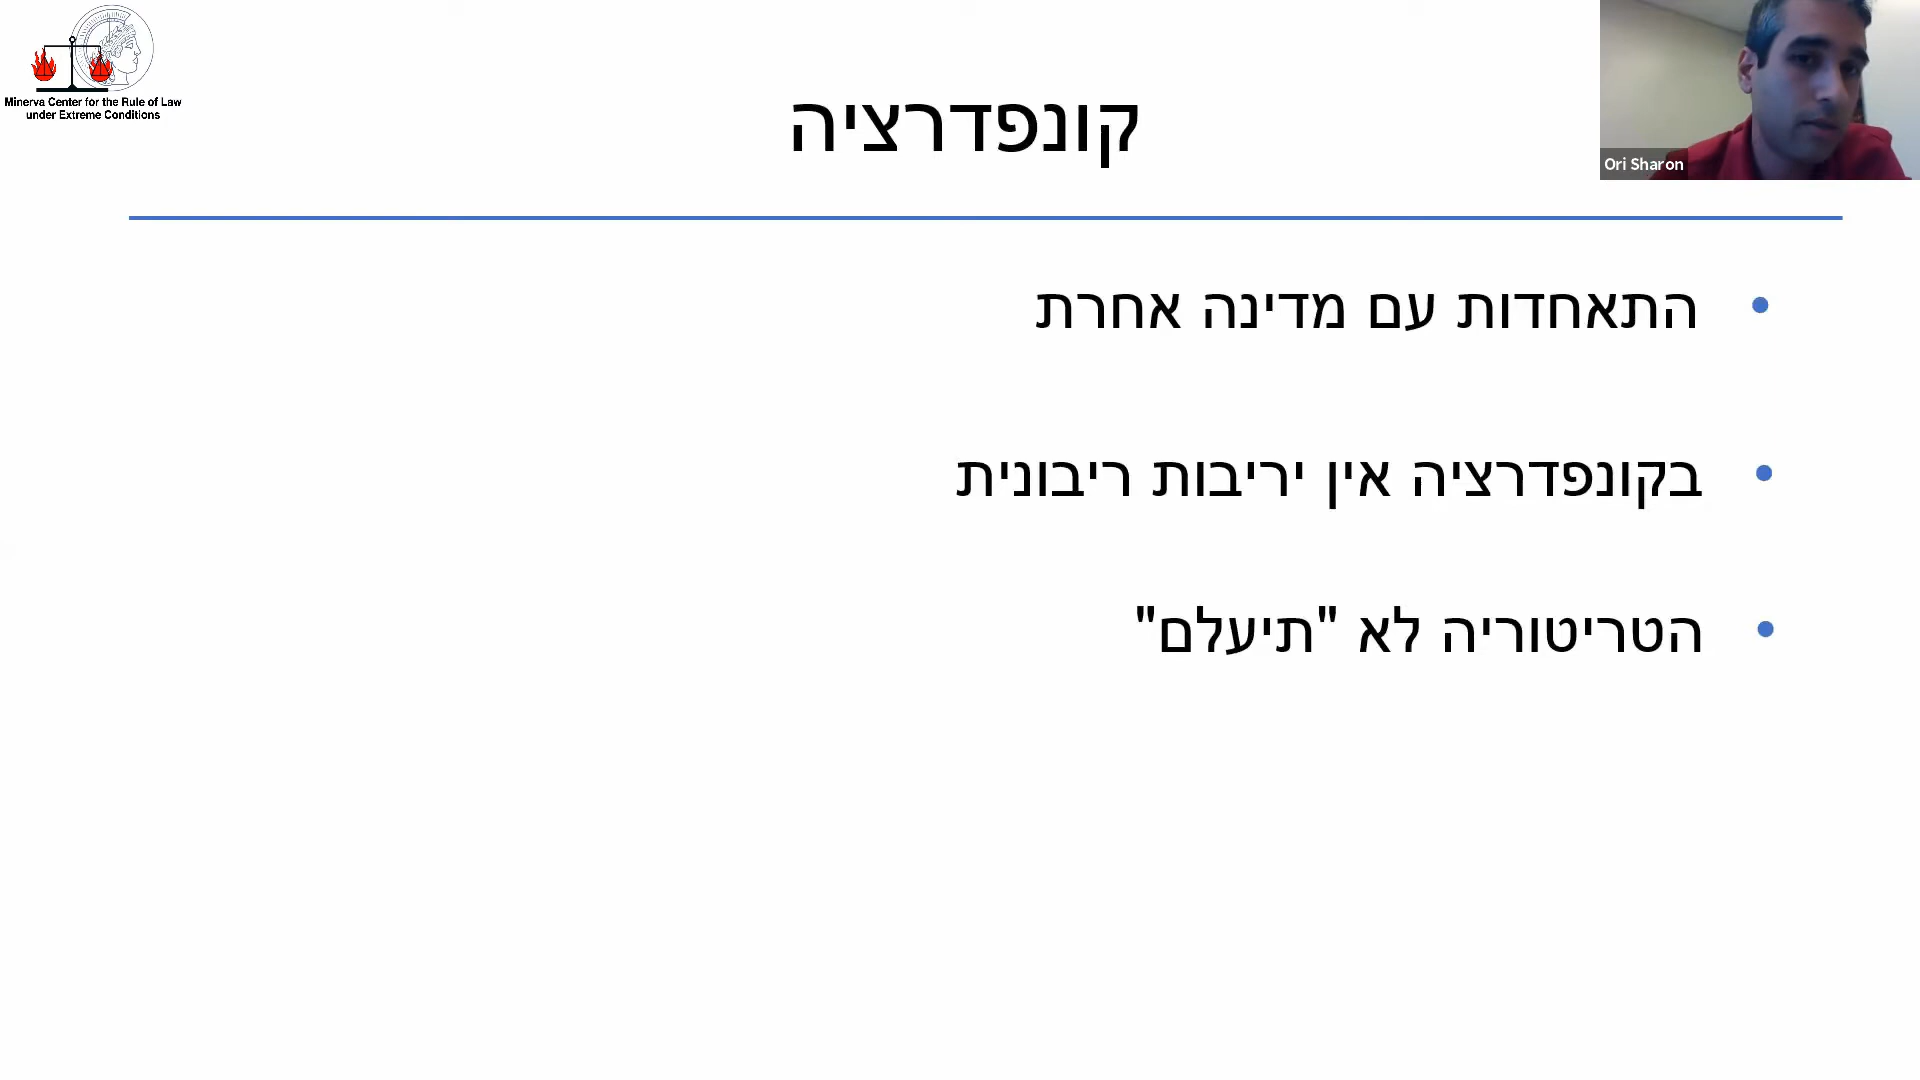 Minerva Center for the Rule of Law
under Extreme Conditions
קונפדרציה
Ori Sharon
התאחדות עם מדינה אחרת
בקונפדרציה אין יריבות ריבונית
הטריטוריה לא "תיעלם"